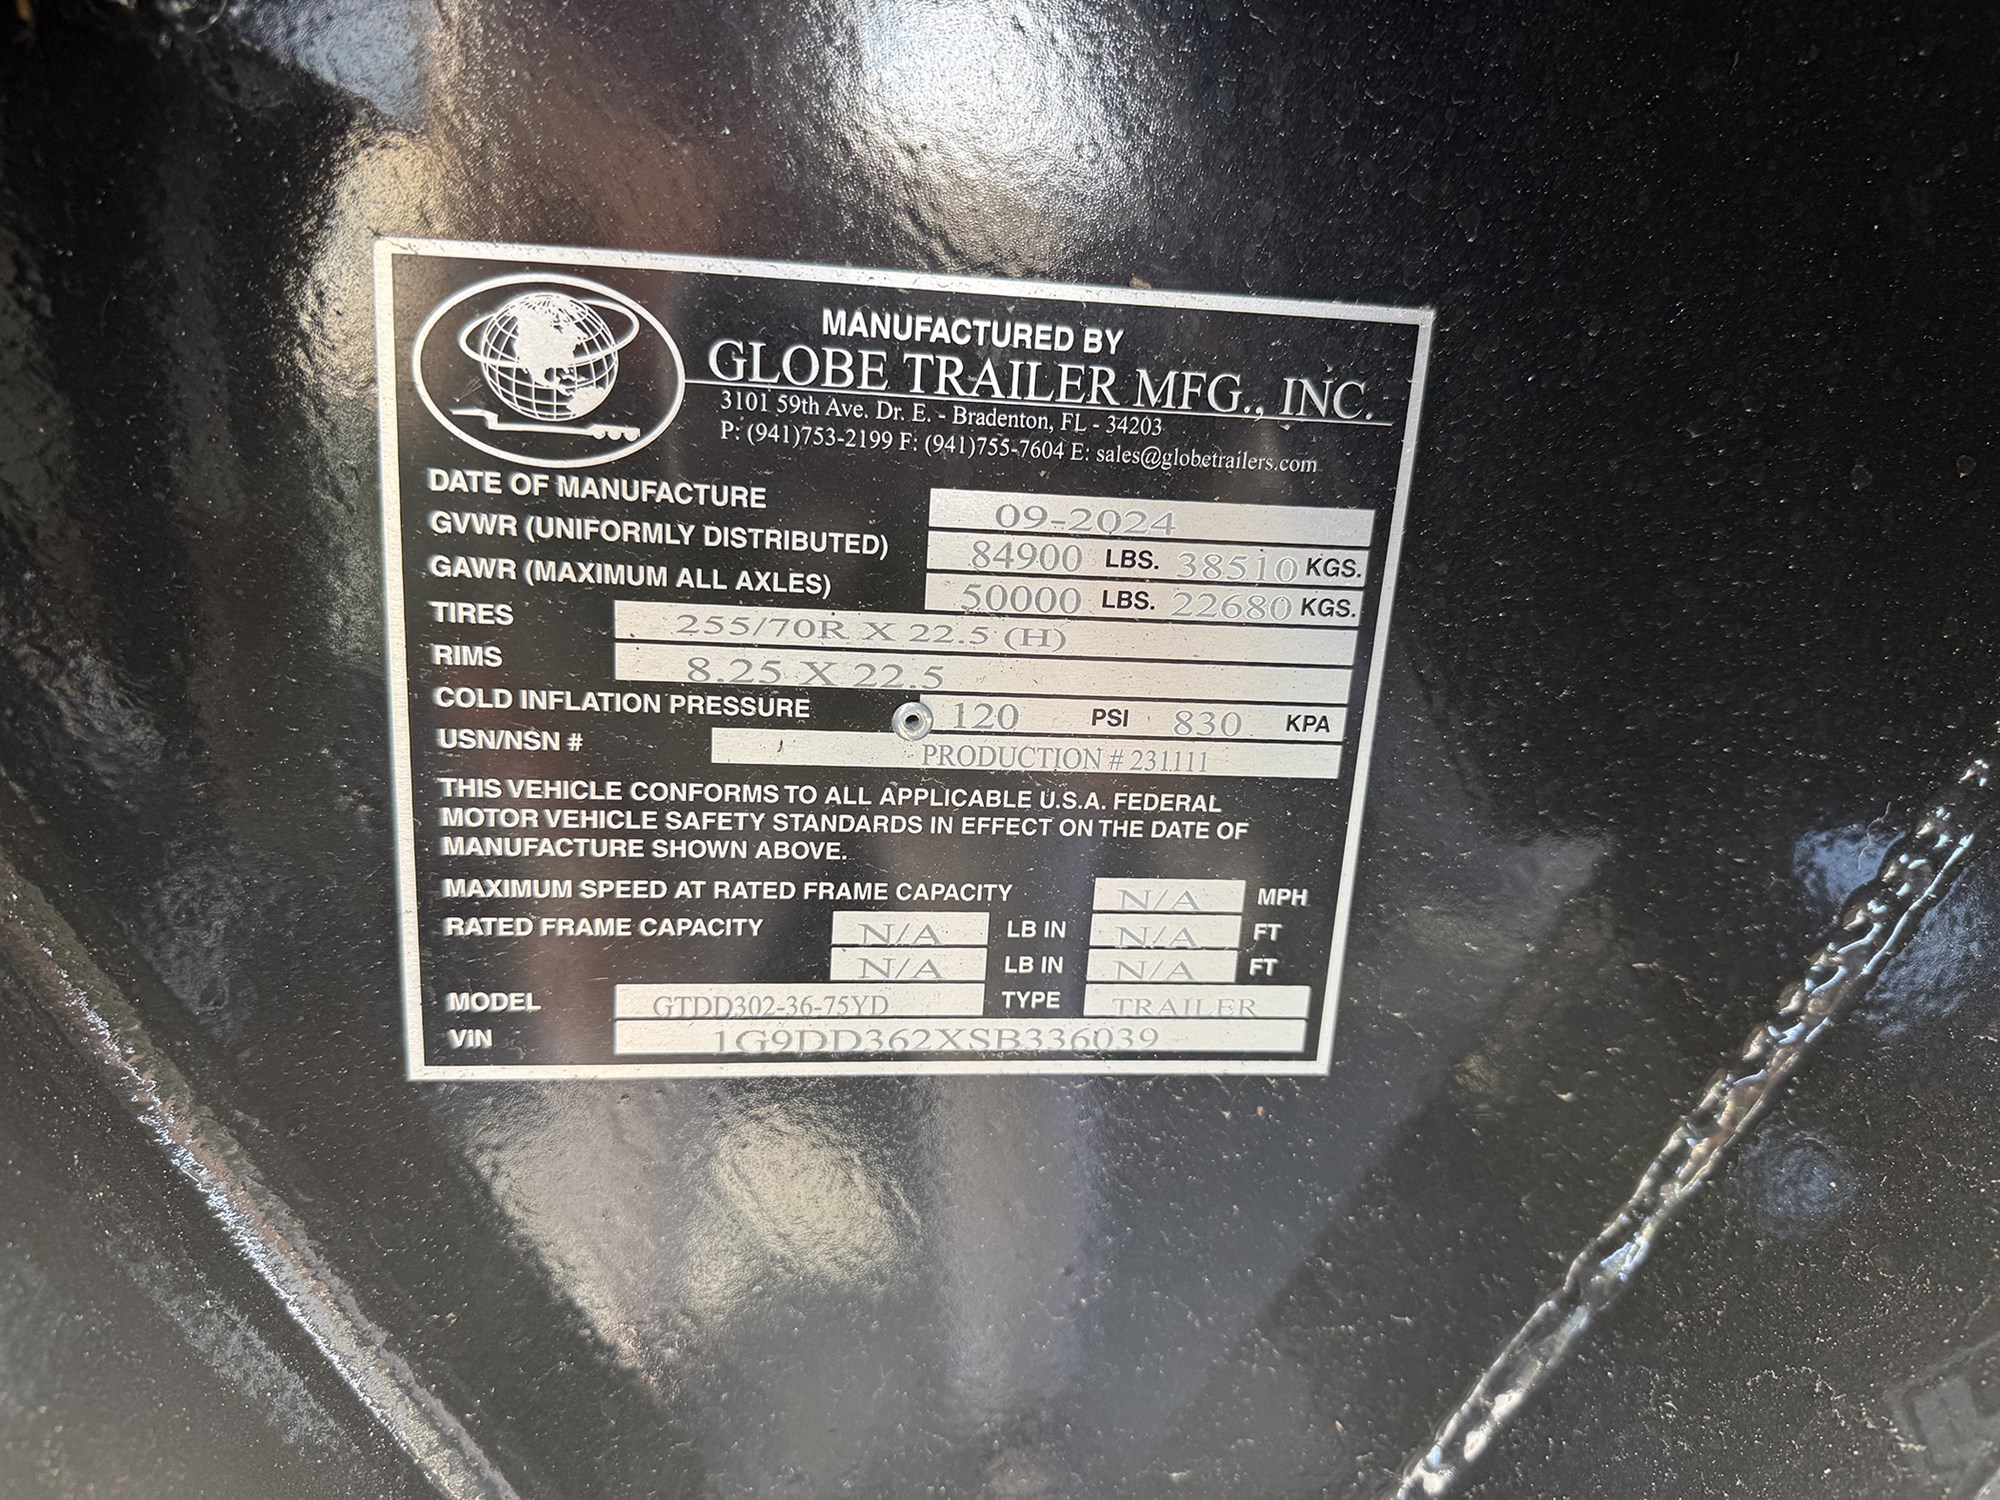 MANUFACTURED BY
GLOBE TRAILER MFG., INC.
3101 59th Ave. Dr. E. - Bradenton, FL - 34203
P: (941)753-2199 F: (941)755-7604 E: sales@globetrailers.com
DATE OF MANUFACTURE 09-2024
GVWR (UNIFORMLY DISTRIBUTED) 84900 LBS. 38510 KGS.
GAWR (MAXIMUM ALL AXLES) 50000 LBS. 22680 KGS.
TIRES 255/70R X 22.5 (H)
RIMS 8.25 X 22.5
COLD INFLATION PRESSURE 120 PSI 830 KPA
USN/NSN # PRODUCTION # 231111
THIS VEHICLE CONFORMS TO ALL APPLICABLE U.S.A. FEDERAL
MOTOR VEHICLE SAFETY STANDARDS IN EFFECT ON THE DATE OF
MANUFACTURE SHOWN ABOVE.
MAXIMUM SPEED AT RATED FRAME CAPACITY N/A MPH
RATED FRAME CAPACITY N/A LB IN N/A FT
N/A LB IN N/A FT
MODEL GTDD302-36-75YD TYPE TRAILER
ViN 1G9DD362XSB336039